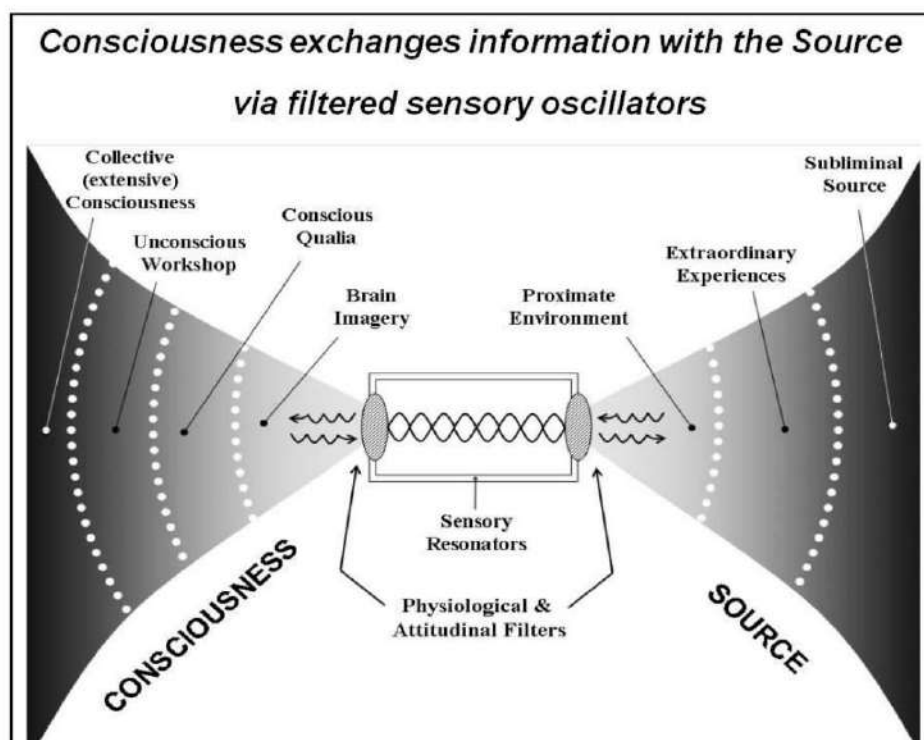 Consciousness exchanges information with the Source
via filtered sensory oscillators
Collective
(extensive)
Consciousness
Unconscious
Workshop
Conscious
Qualia
Brain
Imagery
Proximate
Environment
Extraordinary
Experiences
Subliminal
Source
Sensory
Resonators
Physiological &
Attitudinal Filters
CONSCIOUSNESS
SOURCE